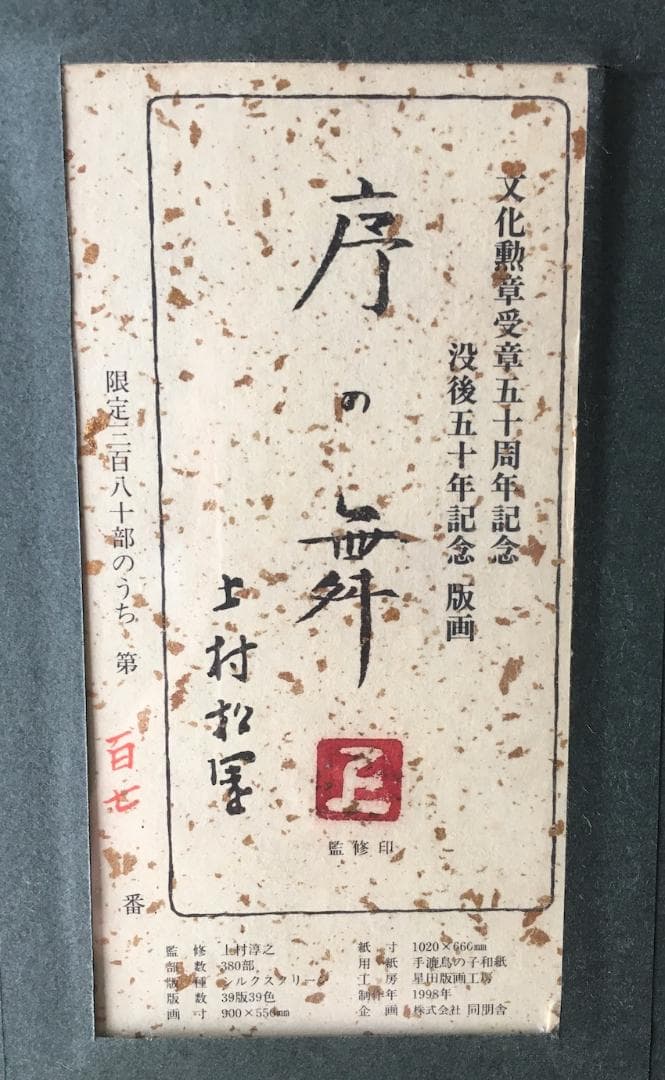 文化勲章受章五十周年記念
没後五十年記念 版画
序の舞
上村松園
上
監修印
限定三百八十部のうち 第 百七 番
監修 上村淳之
部数 380部
版種 シルクスクリーン
版数 39版39色
画寸 900×556mm
紙寸 1020×660mm
用紙 手漉鳥の子和紙
工房 星田版画工房
制作年 1998年
企画 株式会社 同朋舎